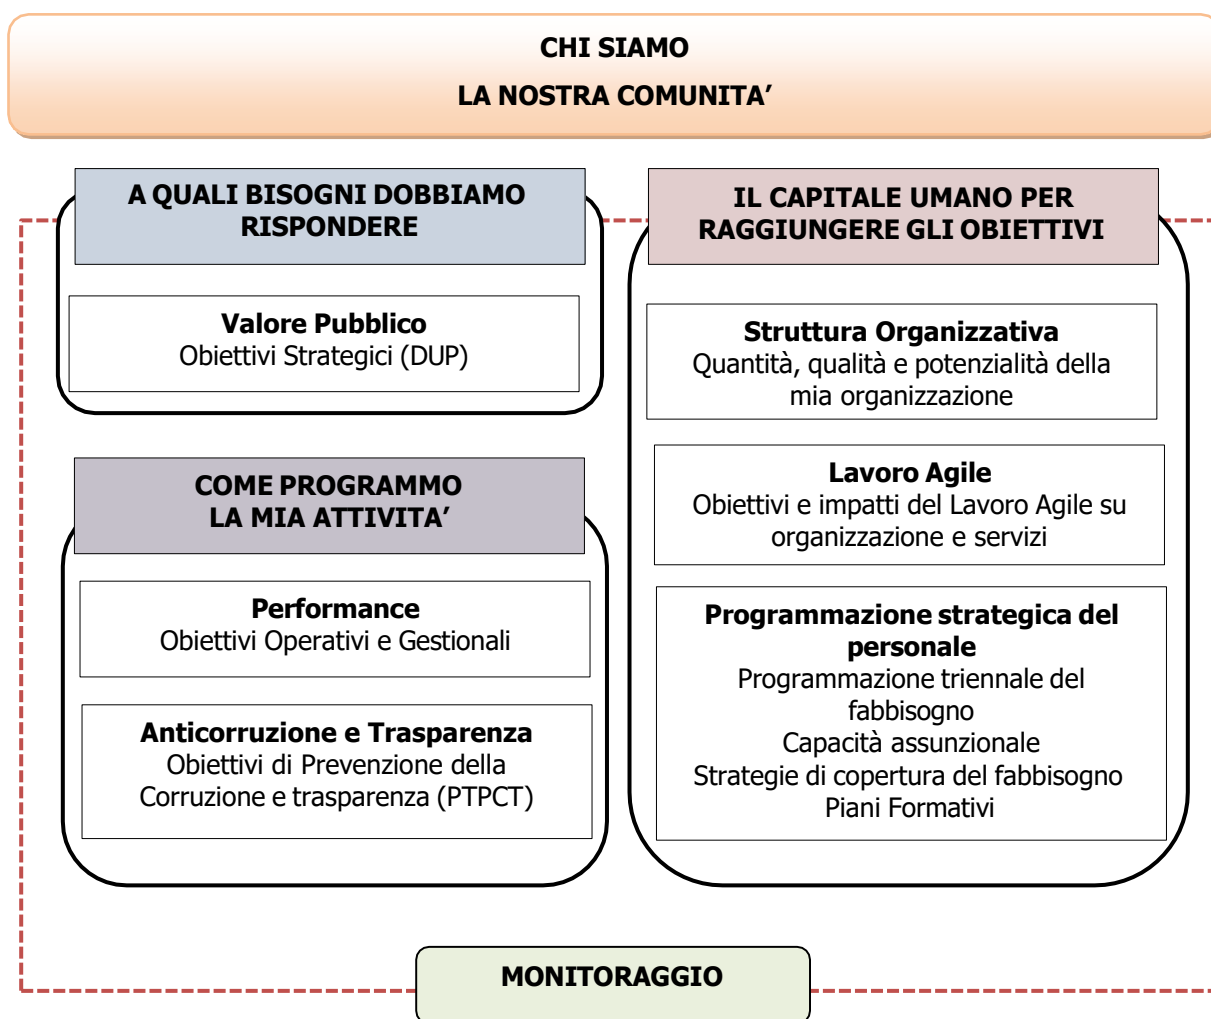 CHI SIAMO
LA NOSTRA COMUNITA’
A QUALI BISOGNI DOBBIAMO
RISPONDERE
Valore Pubblico
Obiettivi Strategici (DUP)
COME PROGRAMMO
LA MIA ATTIVITA’
Performance
Obiettivi Operativi e Gestionali
Anticorruzione e Trasparenza
Obiettivi di Prevenzione della
Corruzione e trasparenza (PTPCT)
IL CAPITALE UMANO PER
RAGGIUNGERE GLI OBIETTIVI
Struttura Organizzativa
Quantità, qualità e potenzialità della
mia organizzazione
Lavoro Agile
Obiettivi e impatti del Lavoro Agile su
organizzazione e servizi
Programmazione strategica del
personale
Programmazione triennale del
fabbisogno
Capacità assunzionale
Strategie di copertura del fabbisogno
Piani Formativi
MONITORAGGIO